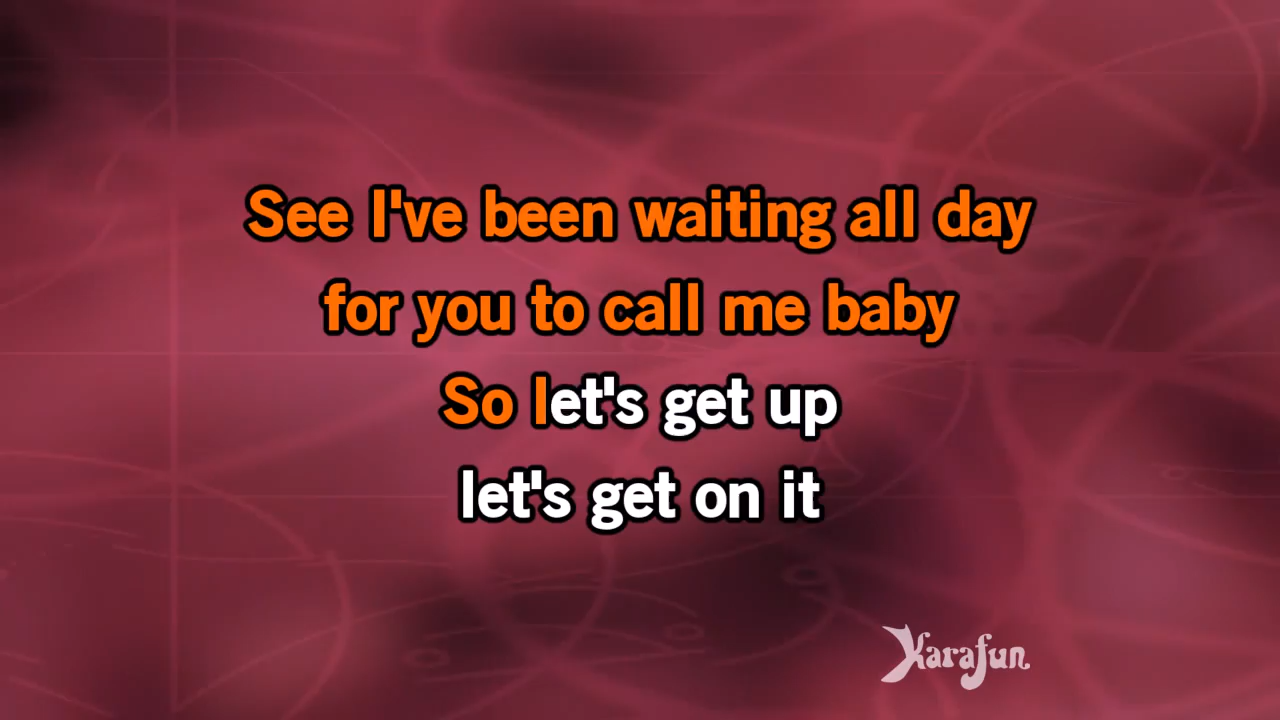 See I've been waiting all day
for you to call me baby
So let's get up
let's get on it
Karafun